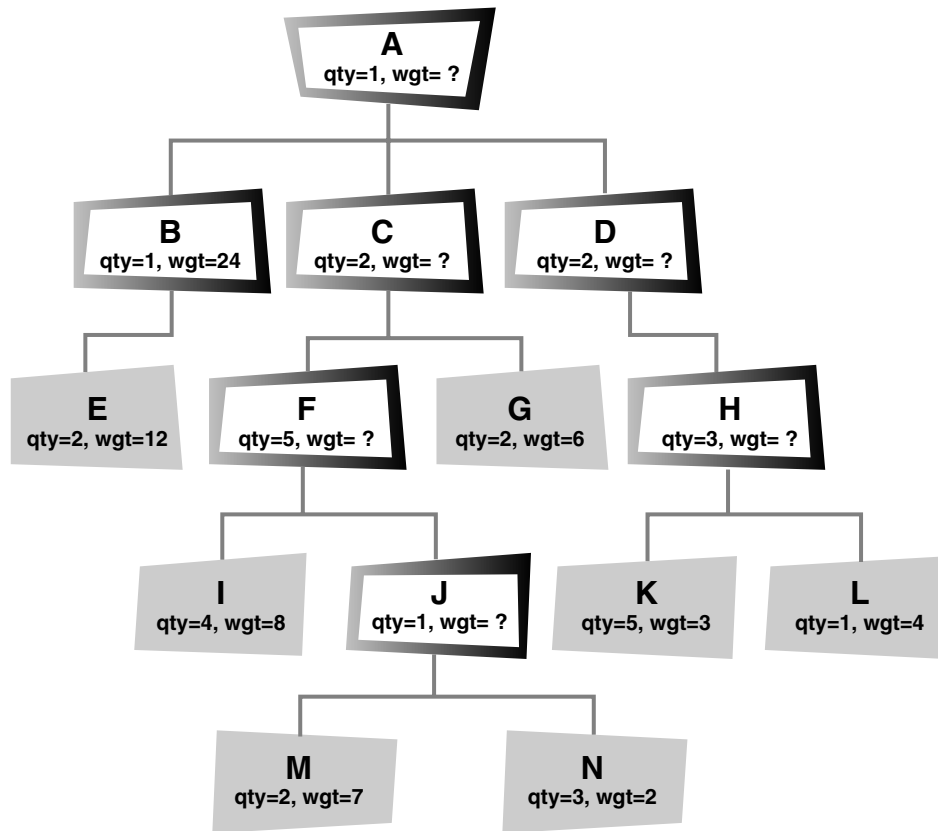 A
qty=1, wgt= ?
B
qty=1, wgt=24
C
qty=2, wgt= ?
D
qty=2, wgt= ?
E
qty=2, wgt=12
F
qty=5, wgt= ?
G
qty=2, wgt=6
H
qty=3, wgt= ?
I
qty=4, wgt=8
J
qty=1, wgt= ?
K
qty=5, wgt=3
L
qty=1, wgt=4
M
qty=2, wgt=7
N
qty=3, wgt=2